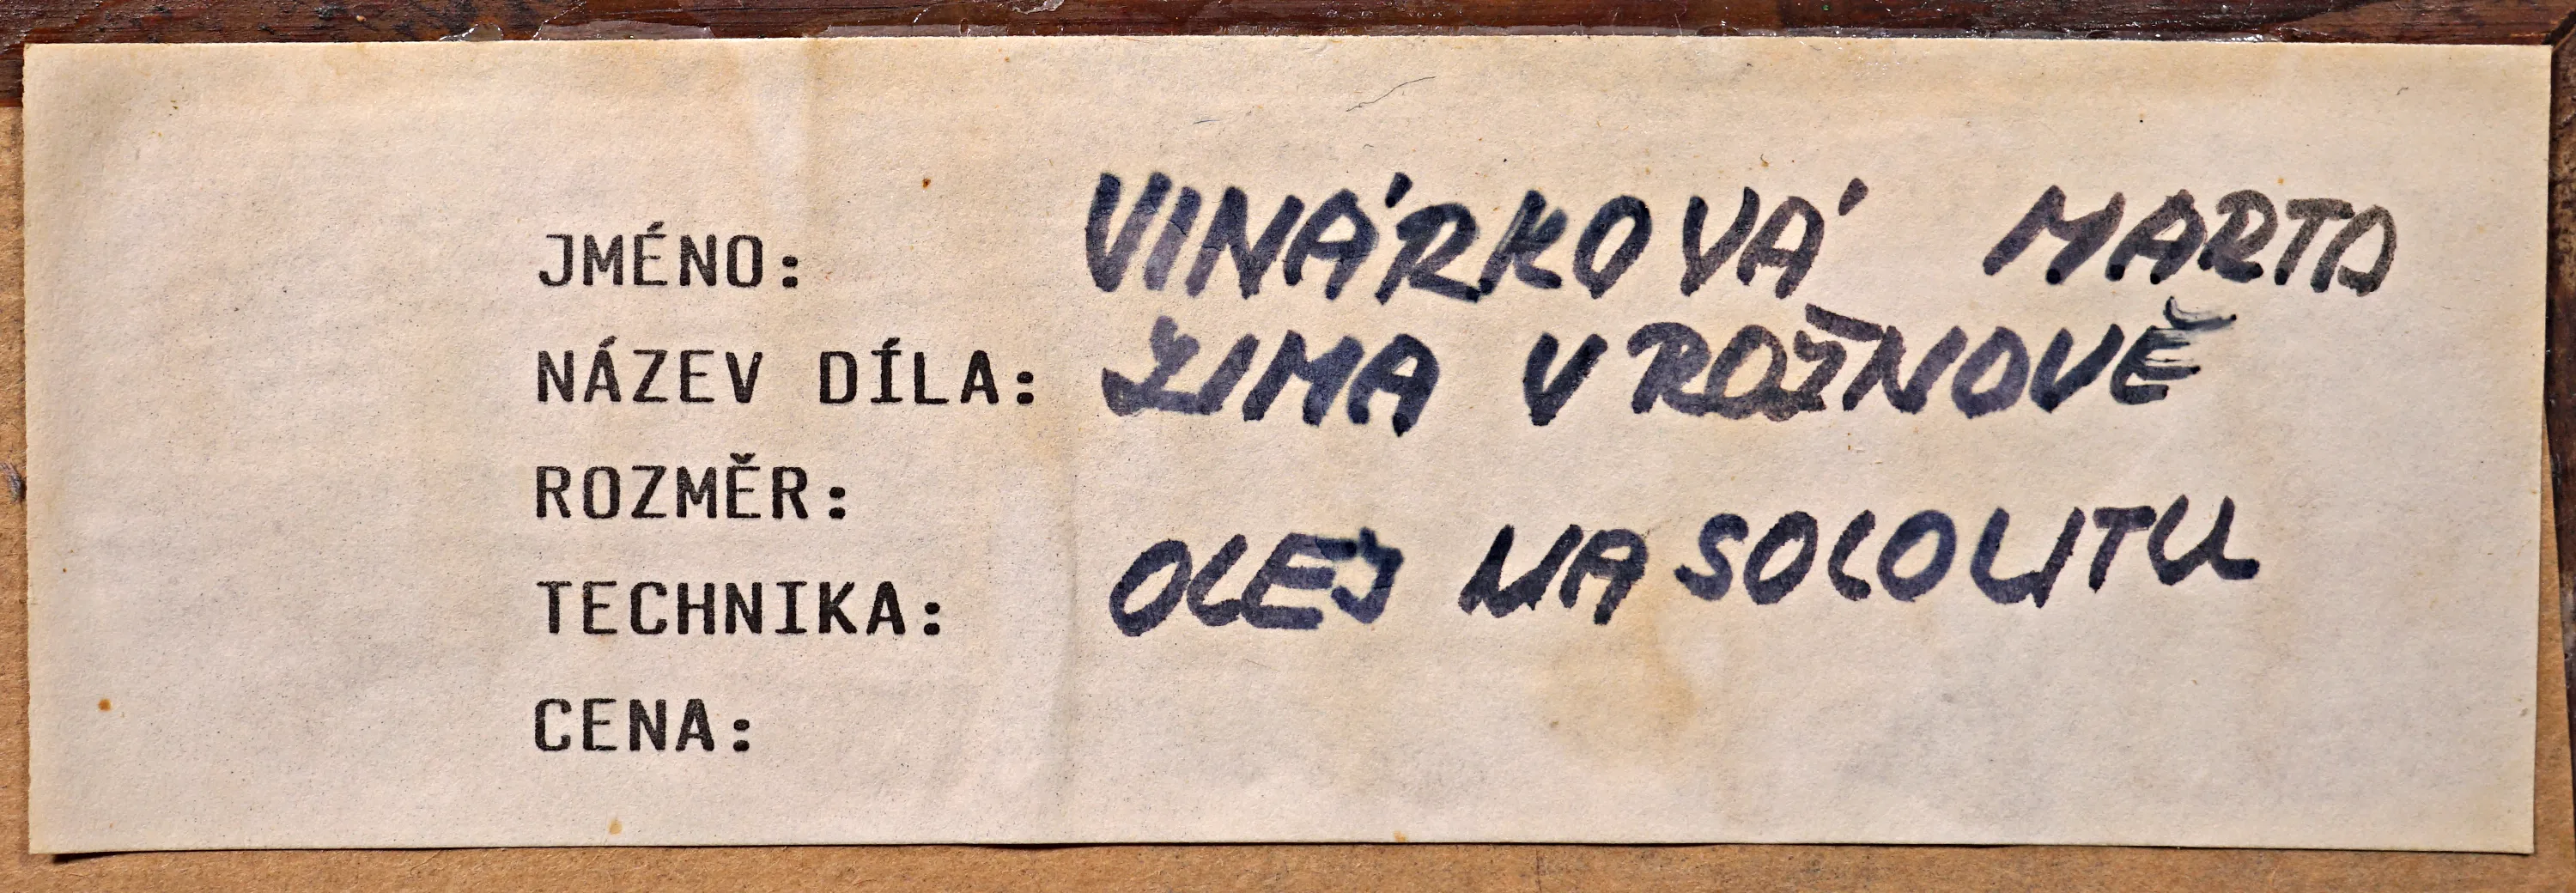 JMÉNO: VINÁRKOVÁ MARTA
NÁZEV DÍLA: ZIMA V ROŽNOVĚ
ROZMĚR:
TECHNIKA: OLEJ NA SOLOLITU
CENA: